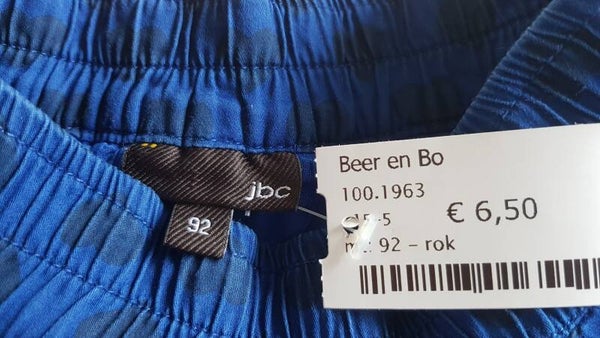 jbc
92
Beer en Bo
100.1963
€ 6,50
92 – rok